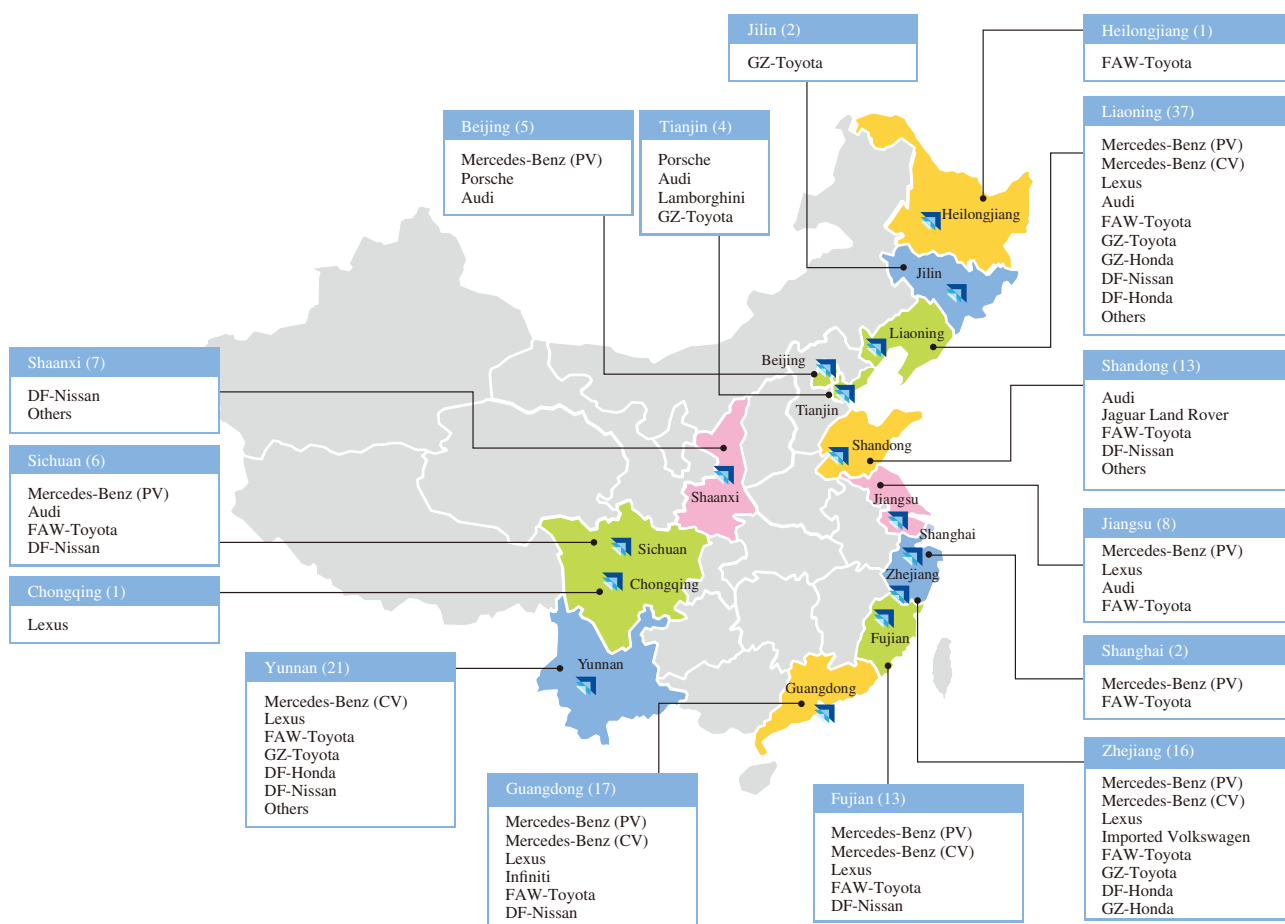 Jilin (2)
GZ-Toyota
Heilongjiang (1)
FAW-Toyota
Beijing (5)
Mercedes-Benz (PV)
Porsche
Audi
Tianjin (4)
Porsche
Audi
Lamborghini
GZ-Toyota
Liaoning (37)
Mercedes-Benz (PV)
Mercedes-Benz (CV)
Lexus
Audi
FAW-Toyota
GZ-Toyota
GZ-Honda
DF-Nissan
DF-Honda
Others
Shaanxi (7)
DF-Nissan
Others
Shandong (13)
Audi
Jaguar Land Rover
FAW-Toyota
DF-Nissan
Others
Sichuan (6)
Mercedes-Benz (PV)
Audi
FAW-Toyota
DF-Nissan
Jiangsu (8)
Mercedes-Benz (PV)
Lexus
Audi
FAW-Toyota
Chongqing (1)
Lexus
Shanghai (2)
Mercedes-Benz (PV)
FAW-Toyota
Yunnan (21)
Mercedes-Benz (CV)
Lexus
FAW-Toyota
GZ-Toyota
DF-Honda
DF-Nissan
Others
Guangdong (17)
Mercedes-Benz (PV)
Mercedes-Benz (CV)
Lexus
Infiniti
FAW-Toyota
DF-Nissan
Fujian (13)
Mercedes-Benz (PV)
Mercedes-Benz (CV)
Lexus
FAW-Toyota
DF-Nissan
Zhejiang (16)
Mercedes-Benz (PV)
Mercedes-Benz (CV)
Lexus
Imported Volkswagen
FAW-Toyota
GZ-Toyota
DF-Honda
GZ-Honda
Heilongjiang
Jilin
Liaoning
Beijing
Tianjin
Shandong
Shaanxi
Jiangsu
Shanghai
Sichuan
Zhejiang
Chongqing
Fujian
Yunnan
Guangdong